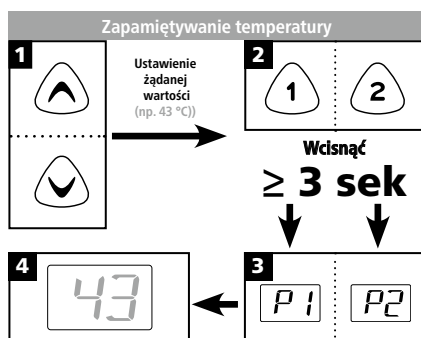 Zapamiętywanie temperatury
1
Ustawienie
żądanej
wartości
(np. 43 °C))
2
1 2
Wcisnąć
≥ 3 sek
4
43
3
P1 P2